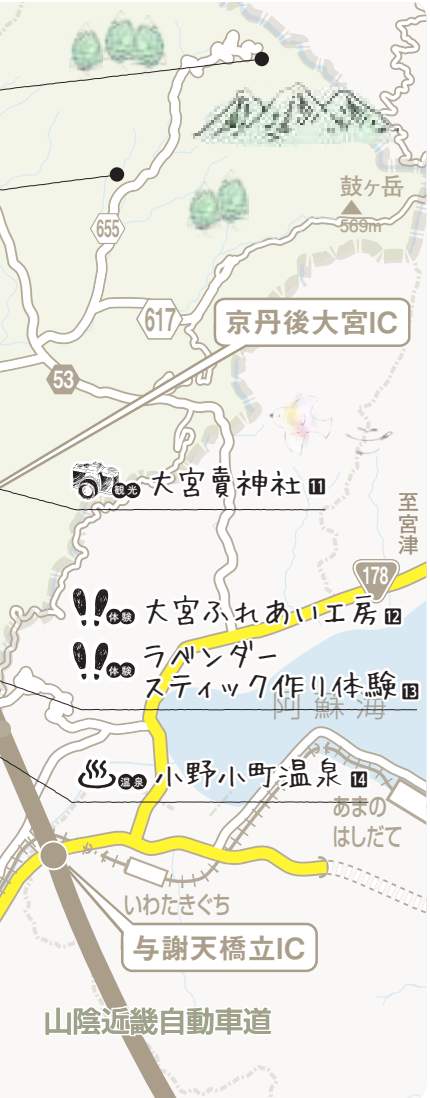 鼓ヶ岳
569m
655
617
京丹後大宮IC
53
観光 大宮賣神社 11
至宮津
178
体験 大宮ふれあい工房 12
体験 ラベンダー
スティック作り体験 13
阿蘇海
温泉 小野小町温泉 14
あまの
はしだて
いわたきぐち
与謝天橋立IC
山陰近畿自動車道